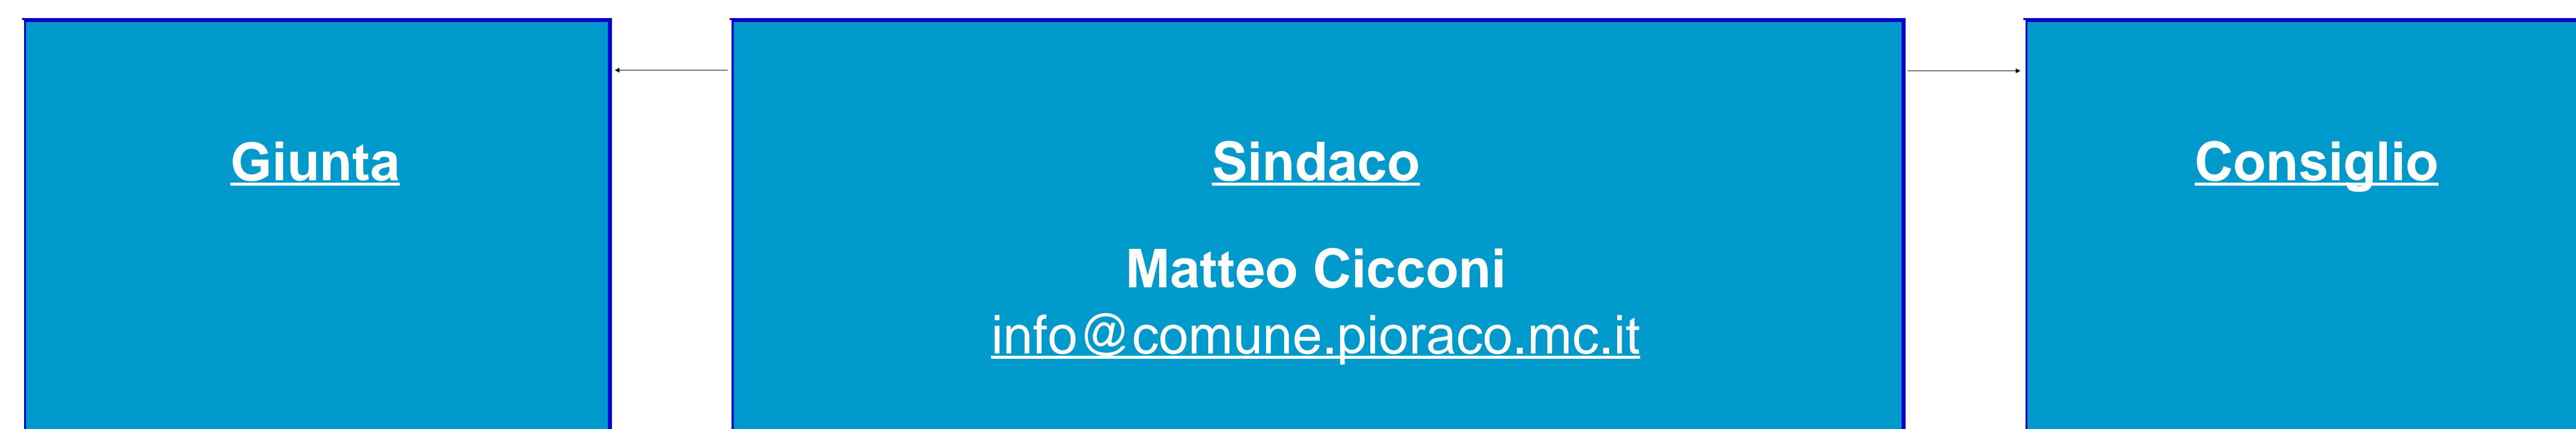 Giunta
Sindaco
Matteo Cicconi
info@comune.pioraco.mc.it
Consiglio